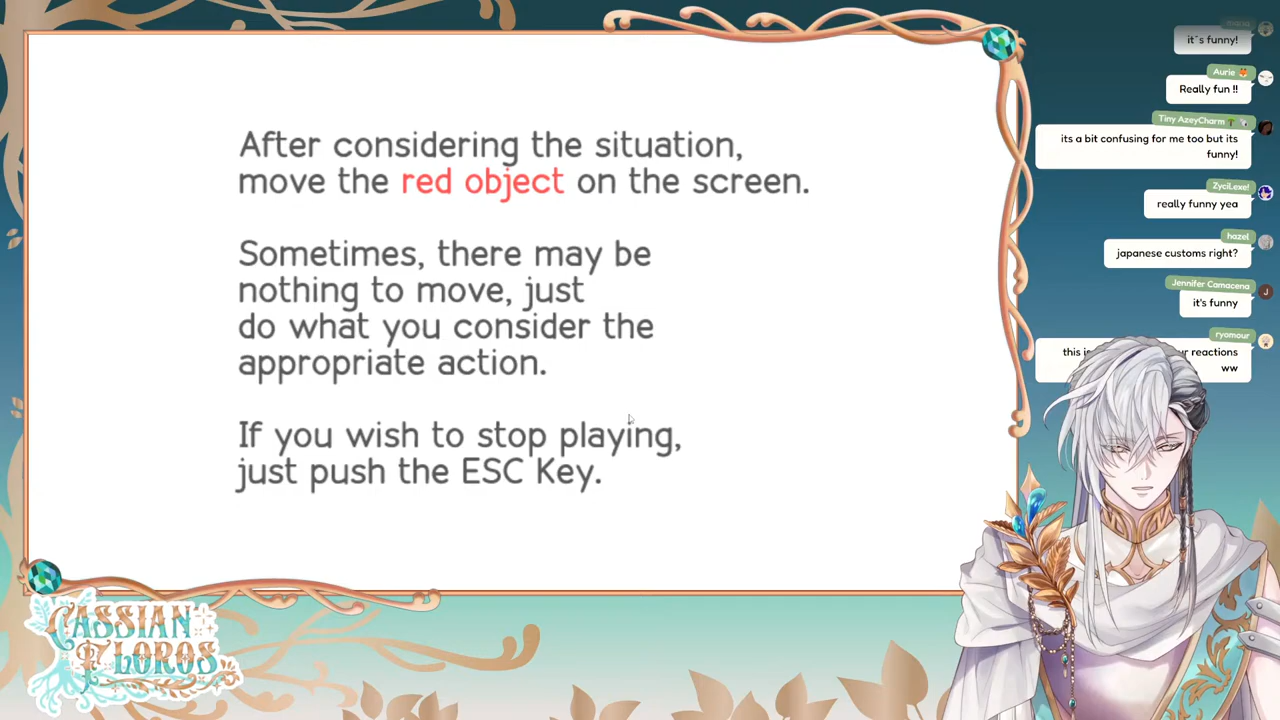 After considering the situation,
move the red object on the screen.
Sometimes, there may be
nothing to move, just
do what you consider the
appropriate action.
If you wish to stop playing,
just push the ESC Key.
it´s funny!
Aurie
Really fun !!
Tiny AzeyCharm
its a bit confusing for me too but its
funny!
Zycil.exe!
really funny yea
hazel
japanese customs right?
Jennifer Camacena
J
it's funny
ryomour
this is
r reactions
ww
CASSIAN
FLOROS